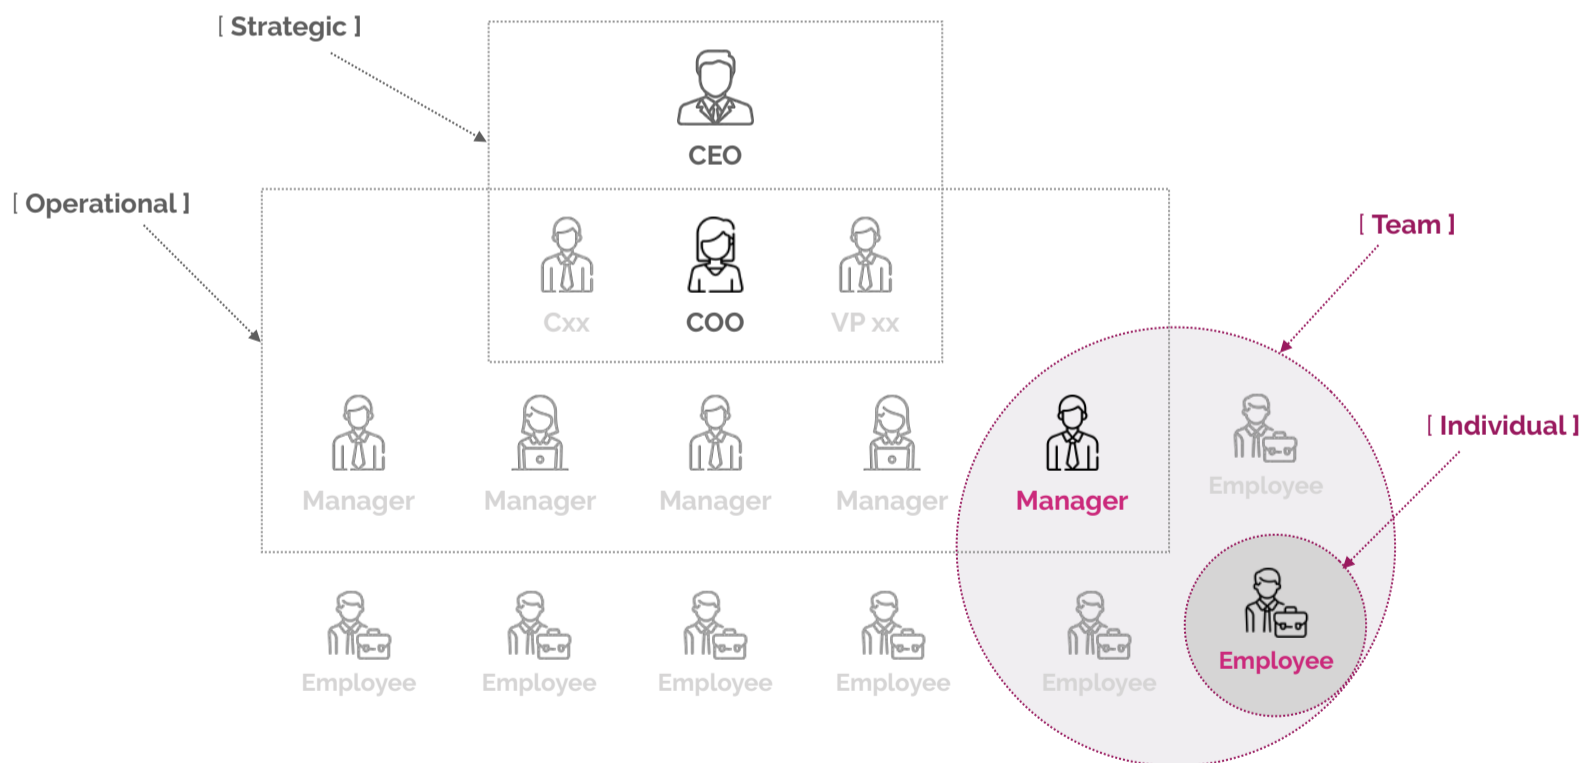 [ Strategic ]
CEO
[ Operational ]
[ Team ]
Cxx
COO
VP xx
[ Individual ]
Manager
Manager
Manager
Manager
Manager
Employee
Employee
Employee
Employee
Employee
Employee
Employee